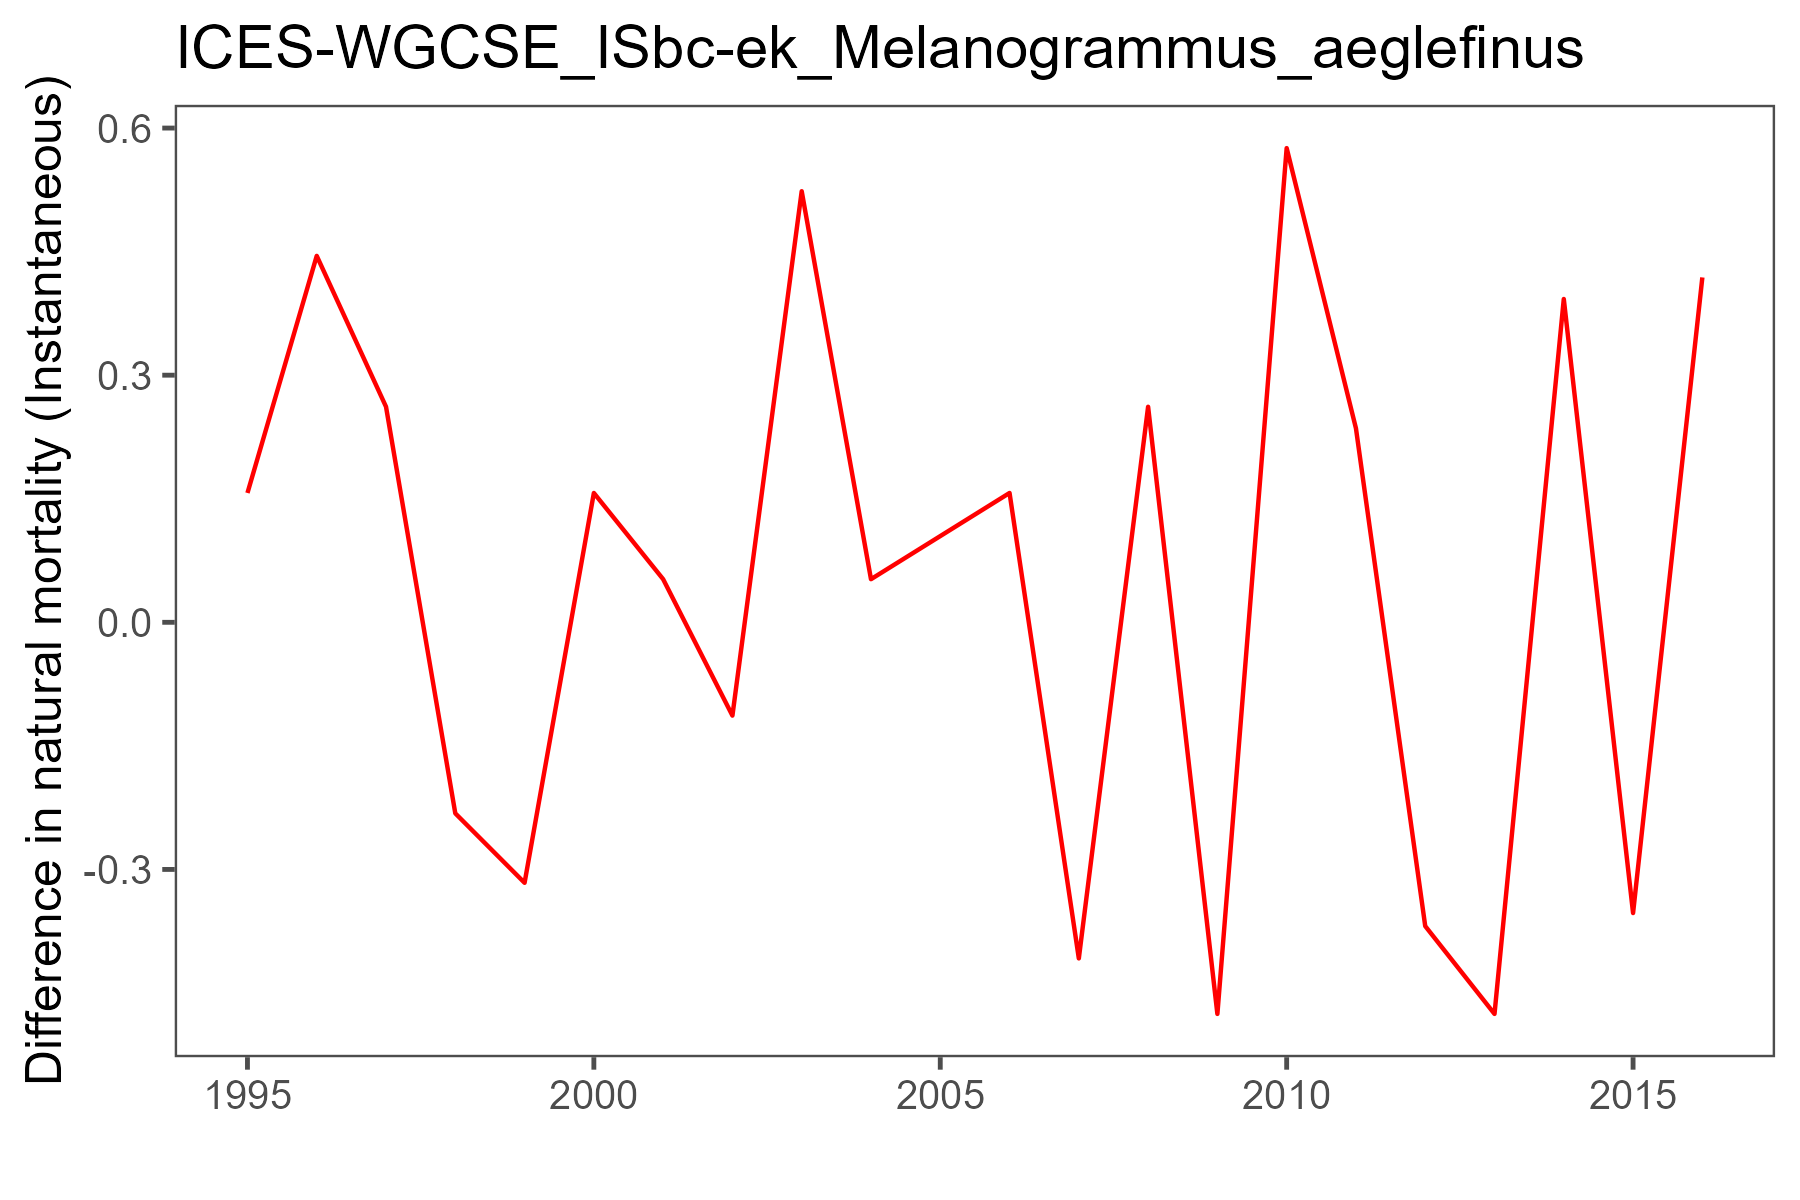 ICES-WGCSE_ISbc-ek_Melanogrammus_aeglefinus
Difference in natural mortality (Instantaneous)
0.6
0.3
0.0
-0.3
1995 2000 2005 2010 2015